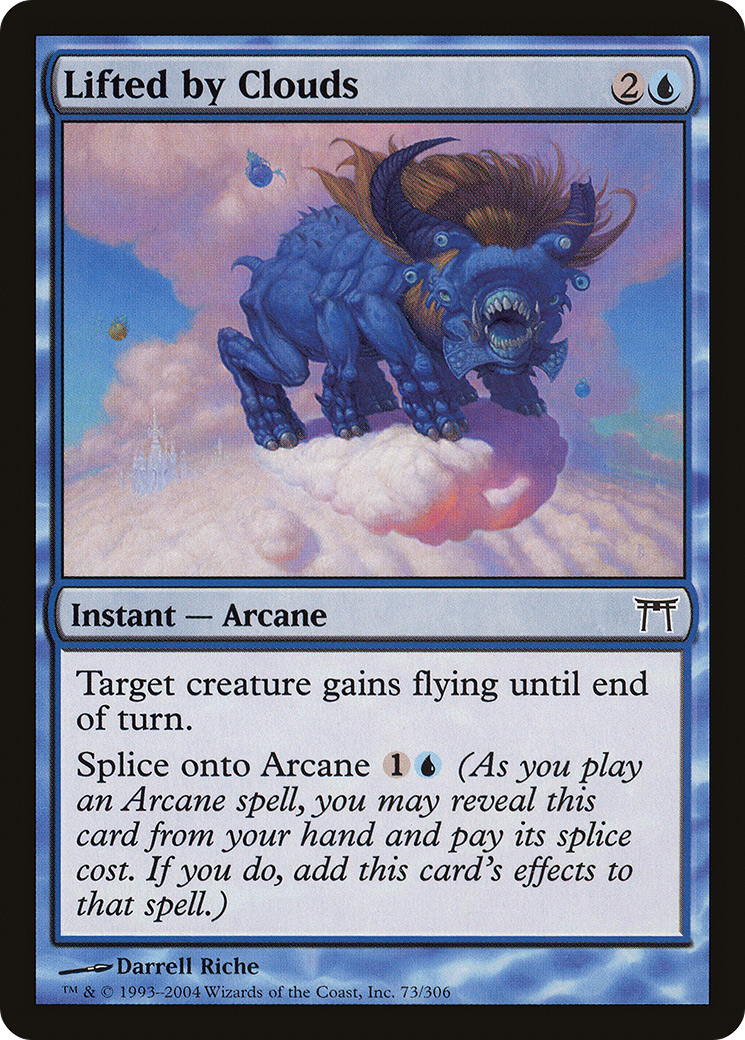 Lifted by Clouds 2
Instant — Arcane
Target creature gains flying until end
of turn.
Splice onto Arcane 1 (As you play
an Arcane spell, you may reveal this
card from your hand and pay its splice
cost. If you do, add this card's effects to
that spell.)
Darrell Riche
™ & © 1993–2004 Wizards of the Coast, Inc. 73/306